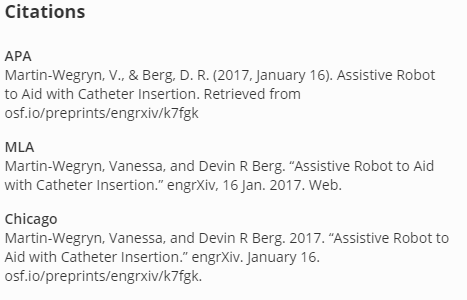 Citations
APA
Martin-Wegryn, V., & Berg, D. R. (2017, January 16). Assistive Robot
to Aid with Catheter Insertion. Retrieved from
osf.io/preprints/engrxiv/k7fgk
MLA
Martin-Wegryn, Vanessa, and Devin R Berg. “Assistive Robot to Aid
with Catheter Insertion.” engrXiv, 16 Jan. 2017. Web.
Chicago
Martin-Wegryn, Vanessa, and Devin R Berg. 2017. “Assistive Robot to
Aid with Catheter Insertion.” engrXiv. January 16.
osf.io/preprints/engrxiv/k7fgk.